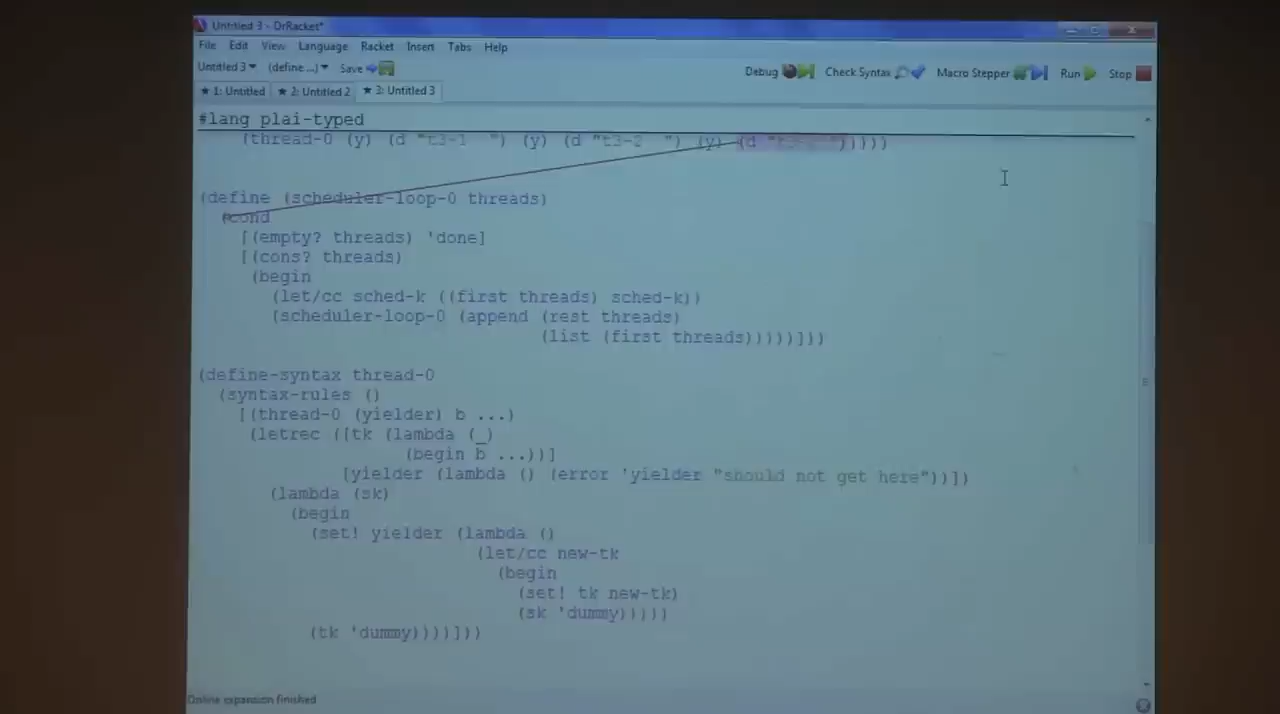 Untitled 3 - DrRacket*
File Edit View Language Racket Insert Tabs Help
Untitled 3 (define ...) Save Debug Check Syntax Macro Stepper Run Stop
1: Untitled 2: Untitled 2 3: Untitled 3
#lang plai-typed
(thread-0 (y) (d "t3-1 ") (y) (d "t3-2 ") (y) (d ")))))
(define (scheduler-loop-0 threads)
(cond
[(empty? threads) 'done]
[(cons? threads)
(begin
(let/cc sched-k ((first threads) sched-k))
(scheduler-loop-0 (append (rest threads)
(list (first threads)))))]))
(define-syntax thread-0
(syntax-rules ()
[(thread-0 (yielder) b ...)
(letrec ([tk (lambda (_)
(begin b ...))]
[yielder (lambda () (error 'yielder "should not get here"))])
(lambda (sk)
(begin
(set! yielder (lambda ()
(let/cc new-tk
(begin
(set! tk new-tk)
(sk 'dummy)))))
(tk 'dummy))))]))
Online expansion finished